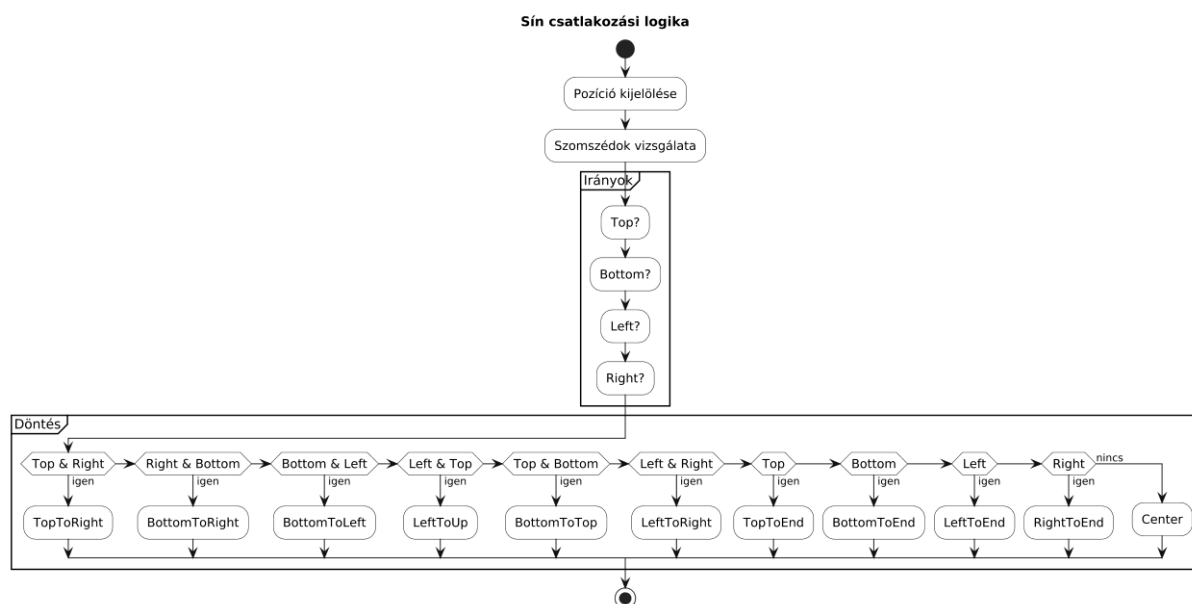 Sín csatlakozási logika
Pozíció kijelölése
Szomszédok vizsgálata
Irányok
Top?
Bottom?
Left?
Right?
Döntés
Top & Right
Right & Bottom
Bottom & Left
Left & Top
Top & Bottom
Left & Right
Top
Bottom
Left
Right
nincs
igen
igen
igen
igen
igen
igen
igen
igen
igen
igen
TopToRight
BottomToRight
BottomToLeft
LeftToUp
BottomToTop
LeftToRight
TopToEnd
BottomToEnd
LeftToEnd
RightToEnd
Center